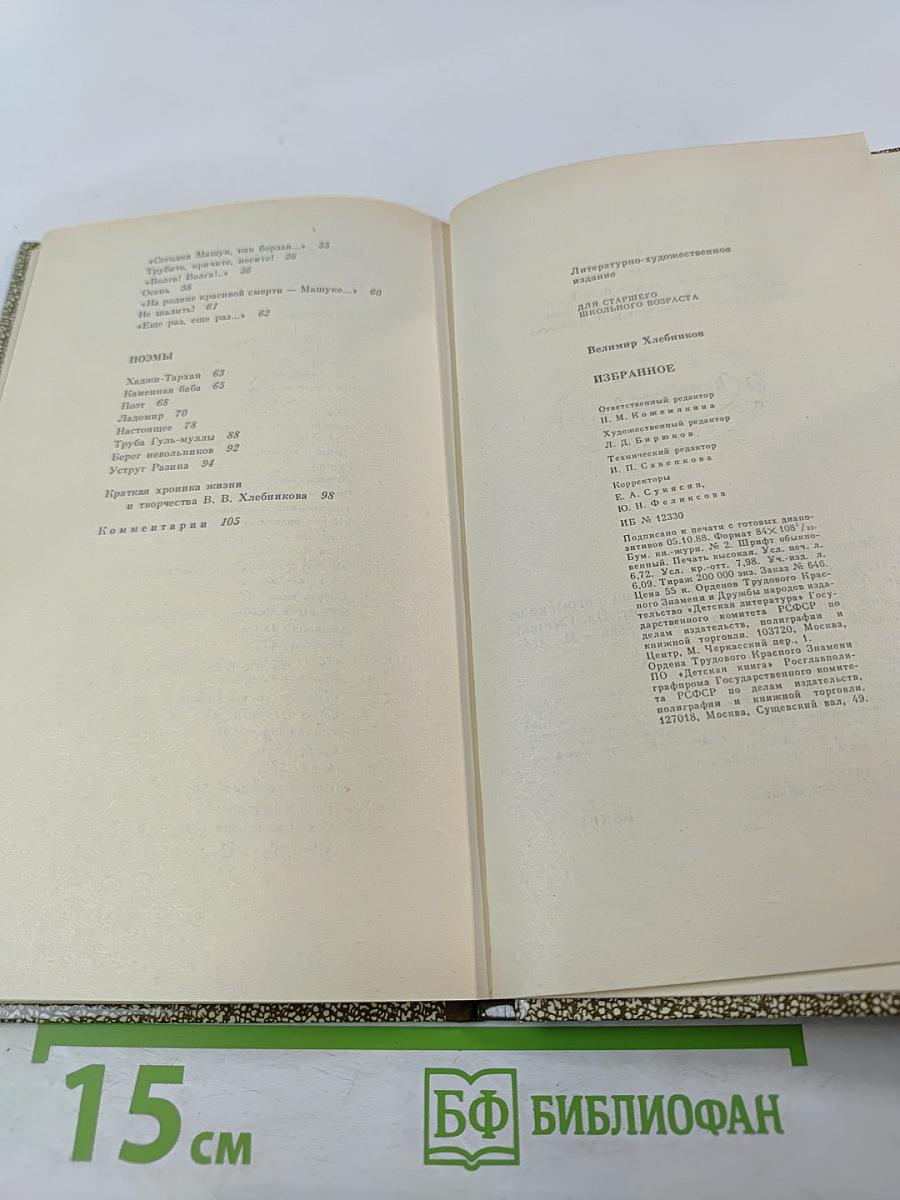 «Сегодня Машук, как борзая...» 55
Трубите, кричите, несите! 56
«Волга! Волга!..» 56
Осень 58
«На родине красивой смерти — Машуке...» 60
Не шалить! 61
«Еще раз, еще раз...» 62
ПОЭМЫ
Хаджи-Тархан 63
Каменная баба 65
Поэт 68
Ладомир 70
Настоящее 78
Труба Гуль-муллы 88
Берег невольников 92
Уструг Разина 94
Краткая хроника жизни
и творчества В. В. Хлебникова 98
Комментарии 105
Литературно-художественное
издание
ДЛЯ СТАРШЕГО
ШКОЛЬНОГО ВОЗРАСТА
Велимир Хлебников
ИЗБРАННОЕ
Ответственный редактор
Н. М. Кожемякина
Художественный редактор
Л. Д. Бирюков
Технический редактор
И. П. Савенкова
Корректоры
Е. А. Сукясян,
Ю. Н. Феликсова
ИБ № 12330
Подписано к печати с готовых диапо-
зитивов 05.10.88. Формат 84×108¹/₃₂.
Бум. кн.-журн. № 2. Шрифт обыкно-
венный. Печать высокая. Усл. печ. л.
6,72. Усл. кр.-отт. 7,98. Уч.-изд. л.
6,09. Тираж 200 000 экз. Заказ № 646.
Цена 55 к. Орденов Трудового Крас-
ного Знамени и Дружбы народов изда-
тельство «Детская литература» Госу-
дарственного комитета РСФСР по
делам издательств, полиграфии и
книжной торговли. 103720, Москва,
Центр, М. Черкасский пер., 1.
Ордена Трудового Красного Знамени
ПО «Детская книга» Росглавполи-
графпрома Государственного комите-
та РСФСР по делам издательств,
полиграфии и книжной торговли.
127018, Москва, Сущевский вал, 49.
15 см
БФ БИБЛИОФАН